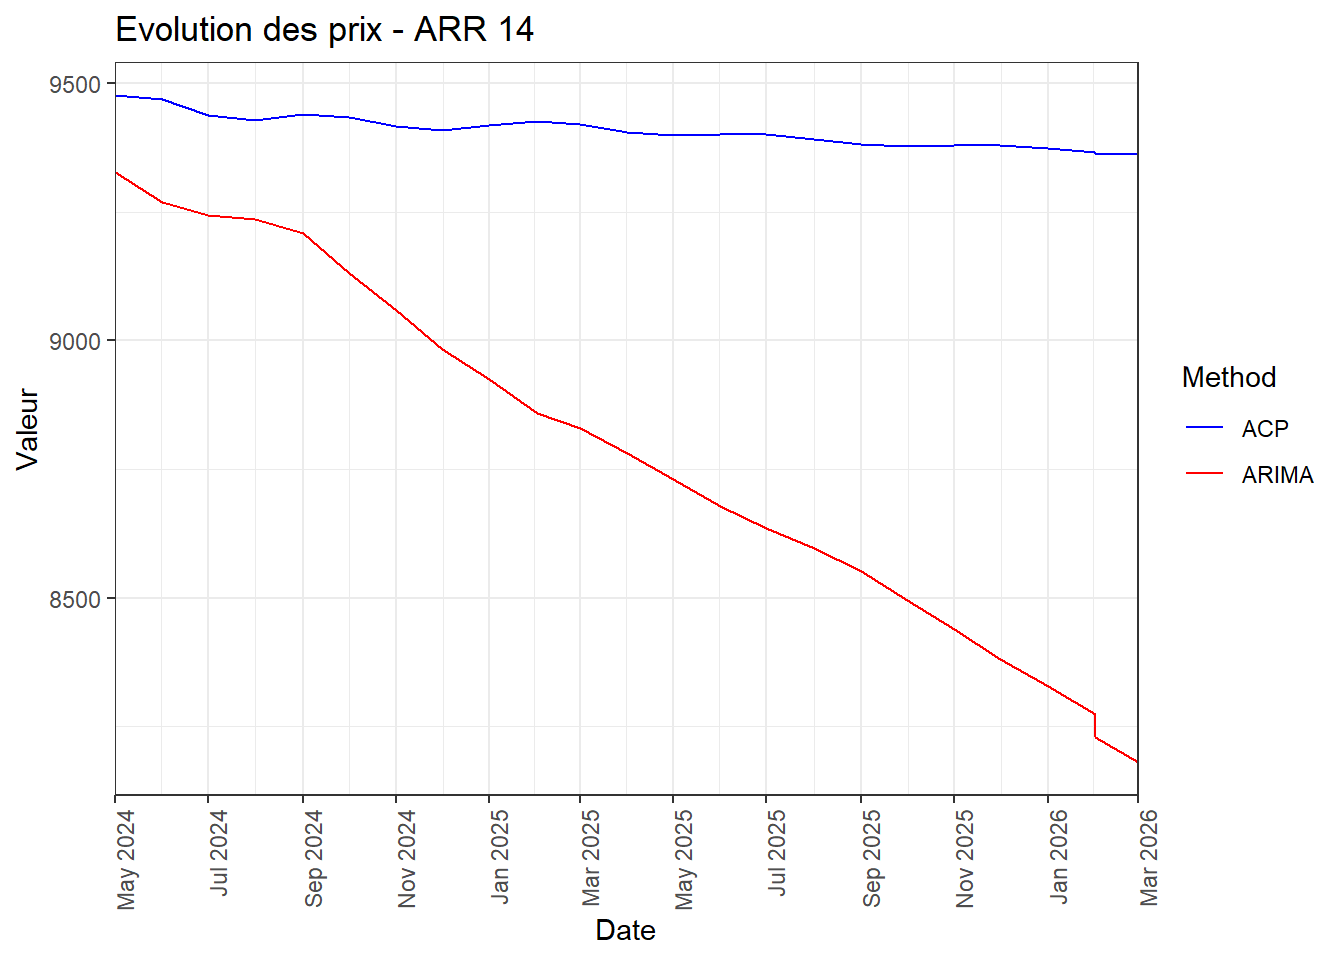 Evolution des prix - ARR 14
9500
9000
8500
Valeur
May 2024
Jul 2024
Sep 2024
Nov 2024
Jan 2025
Mar 2025
May 2025
Jul 2025
Sep 2025
Nov 2025
Jan 2026
Mar 2026
Date
Method
ACP
ARIMA